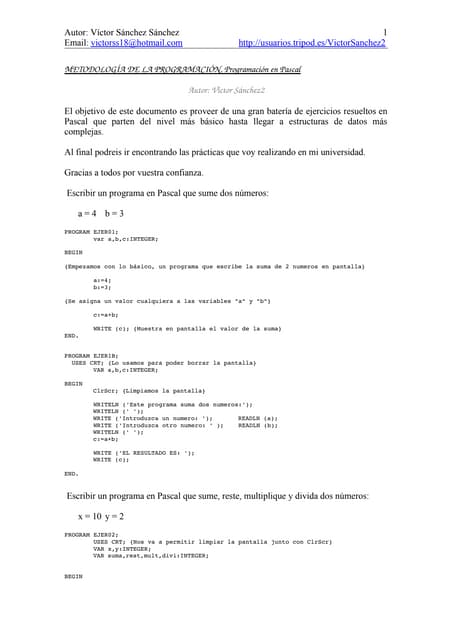 Autor: Víctor Sánchez Sánchez 1
Email: victorss18@hotmail.com http://usuarios.tripod.es/VictorSanchez2
METODOLOGÍA DE LA PROGRAMACIÓN. Programación en Pascal
Autor: Víctor Sánchez2
El objetivo de este documento es proveer de una gran batería de ejercicios resueltos en
Pascal que parten del nivel más básico hasta llegar a estructuras de datos más
complejas.
Al final podreis ir encontrando las prácticas que voy realizando en mi universidad.
Gracias a todos por vuestra confianza.
Escribir un programa en Pascal que sume dos números:
a = 4 b = 3
PROGRAM EJER01;
var a,b,c:INTEGER;
BEGIN
{Empezamos con lo básico, un programa que escribe la suma de 2 numeros en pantalla}
a:=4;
b:=3;
{Se asigna un valor cualquiera a las variables "a" y "b"}
c:=a+b;
WRITE (c); {Muestra en pantalla el valor de la suma}
END.
PROGRAM EJER1B;
USES CRT; {Lo usamos para poder borrar la pantalla}
VAR a,b,c:INTEGER;
BEGIN
ClrScr; {Limpiamos la pantalla}
WRITELN ('Este programa suma dos numeros:');
WRITELN (' ');
WRITE ('Introduzca un numero: '); READLN (a);
WRITE ('Introduzca otro numero: ' ); READLN (b);
WRITELN (' ');
c:=a+b;
WRITE ('EL RESULTADO ES: ');
WRITE (c);
END.
Escribir un programa en Pascal que sume, reste, multiplique y divida dos números:
x = 10 y = 2
PROGRAM EJER02;
USES CRT; {Nos va a permitir limpiar la pantalla junto con ClrScr}
VAR x,y:INTEGER;
VAR suma,rest,mult,divi:INTEGER;
BEGIN